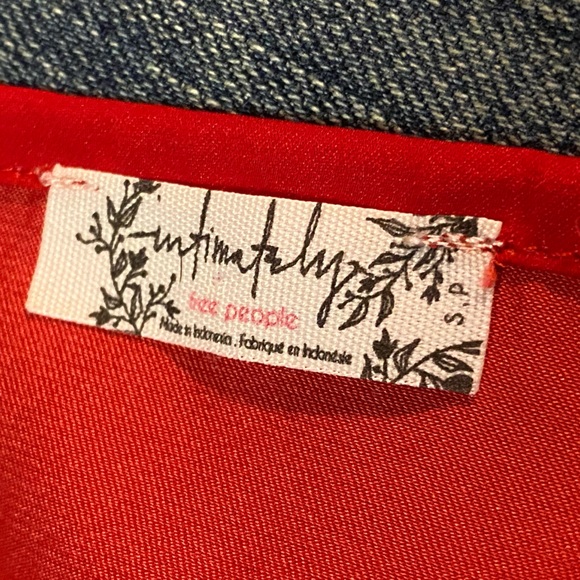 intimately
free people
Made in Indonesia . Fabriqué en Indonésie
S.P